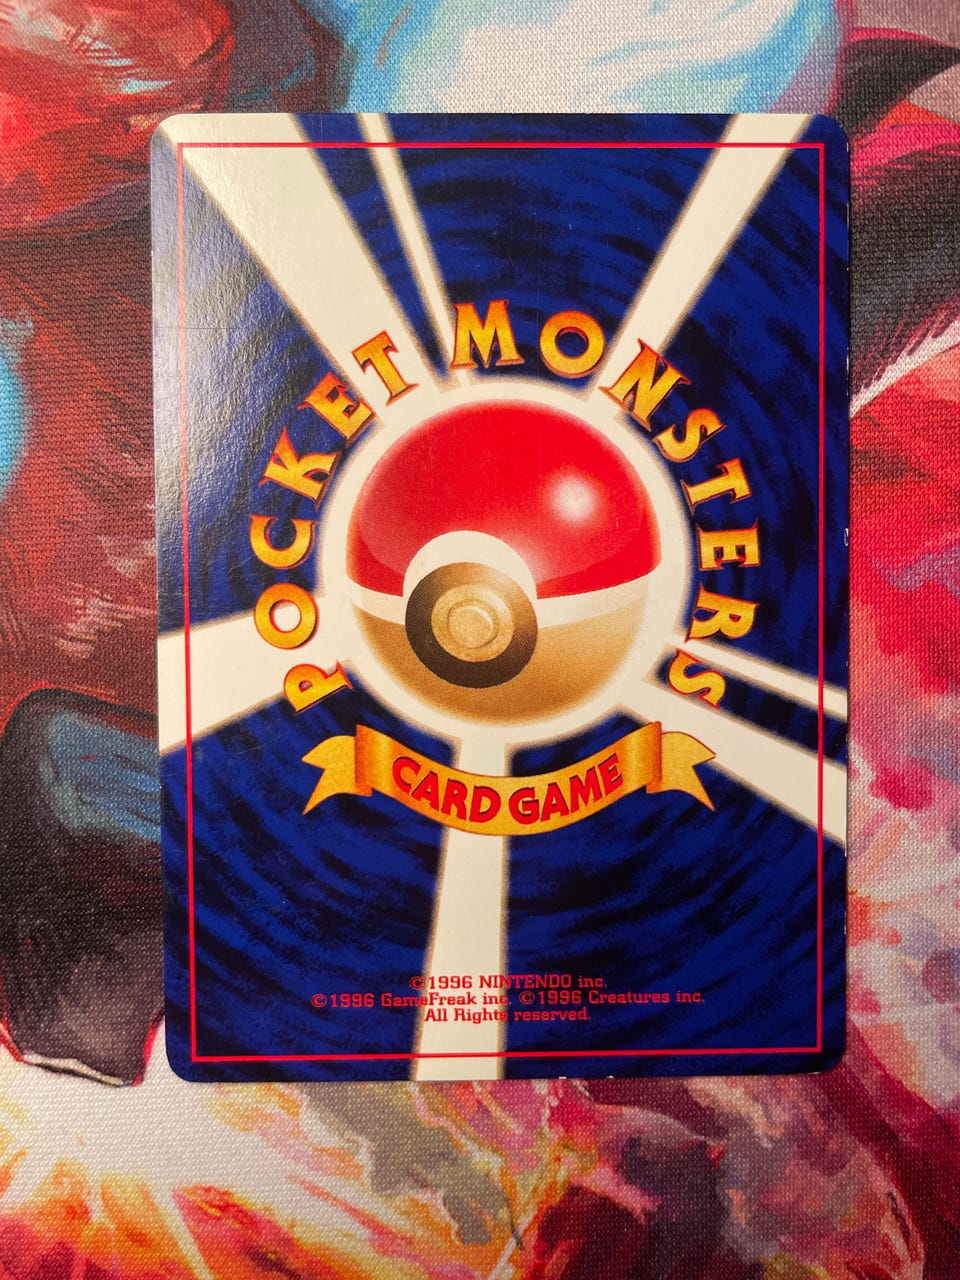 POCKET MONSTERS
CARD GAME
©1996 NINTENDO inc.
©1996 GameFreak inc. ©1996 Creatures inc.
All Rights reserved.